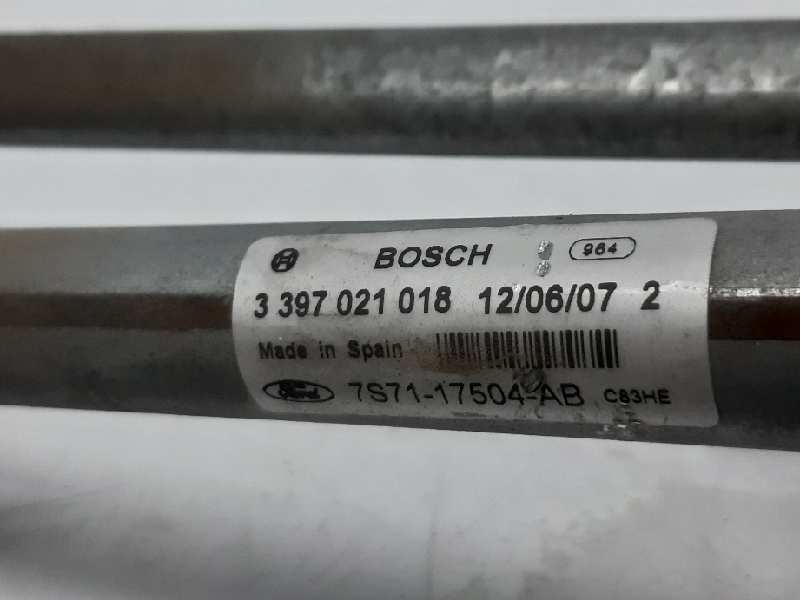 BOSCH 964
3 397 021 018 12/06/07 2
Made in Spain
Ford 7S71-17504-AB C83HE